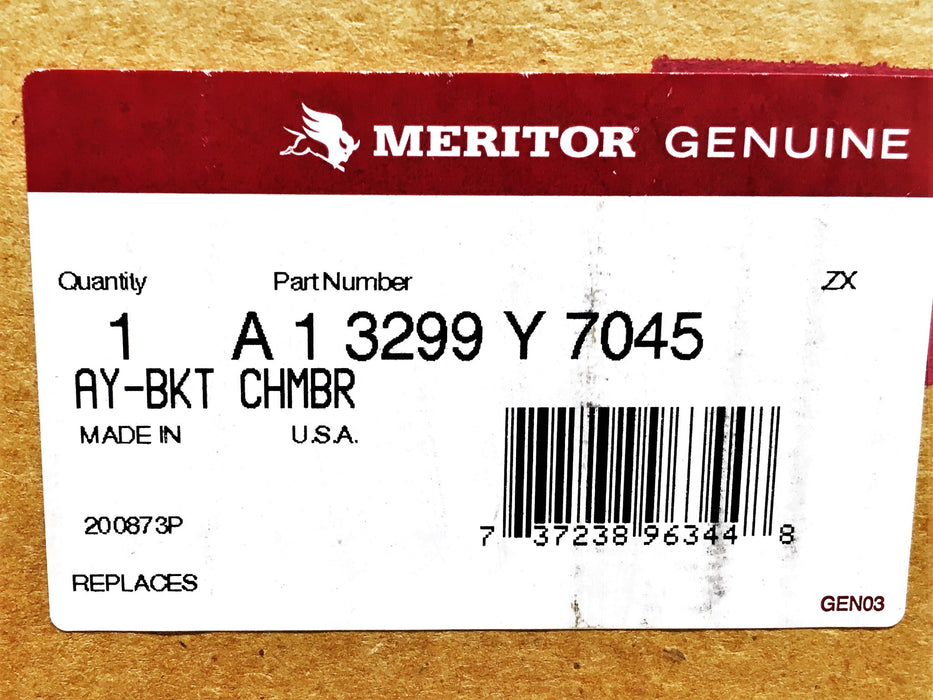 MERITOR® GENUINE
Quantity Part Number ZX
1 A 1 3299 Y 7045
AY-BKT CHMBR
MADE IN U.S.A.
7 37238 96344 8
200873P
REPLACES
GEN03